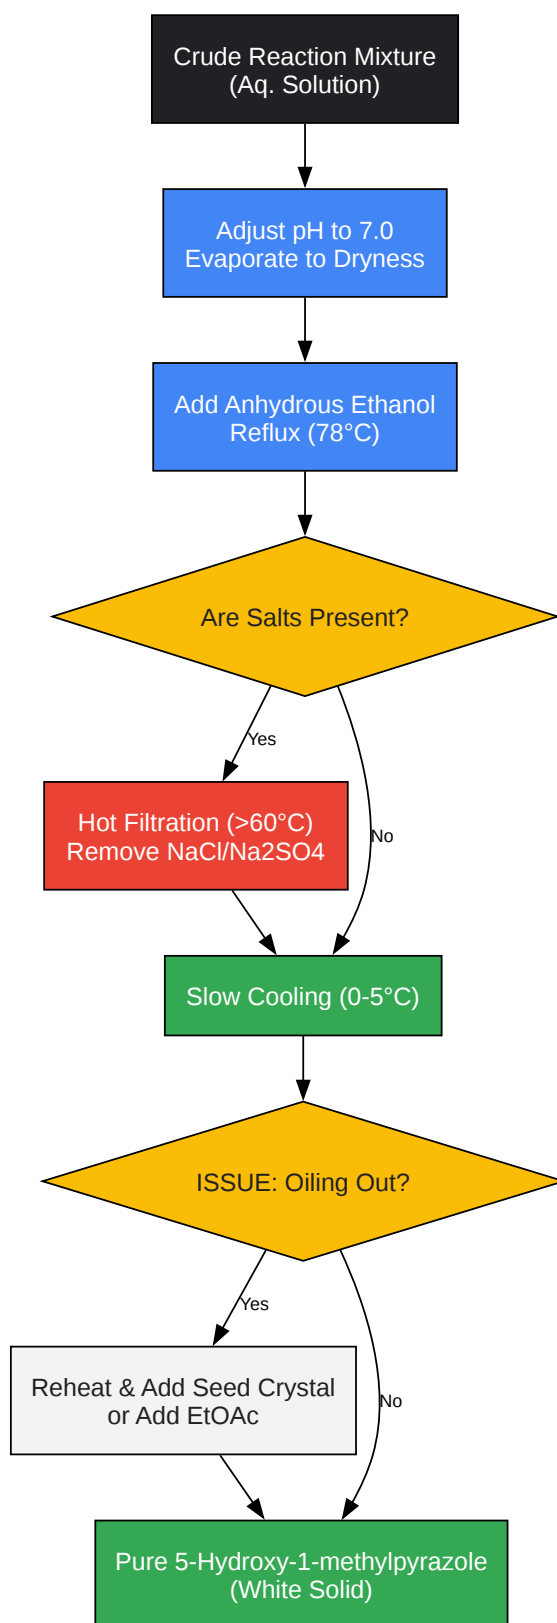 Crude Reaction Mixture
(Aq. Solution)
Adjust pH to 7.0
Evaporate to Dryness
Add Anhydrous Ethanol
Reflux (78°C)
Are Salts Present?
Yes
Hot Filtration (>60°C)
Remove NaCl/Na2SO4
No
Slow Cooling (0-5°C)
ISSUE: Oiling Out?
Yes
Reheat & Add Seed Crystal
or Add EtOAc
No
Pure 5-Hydroxy-1-methylpyrazole
(White Solid)